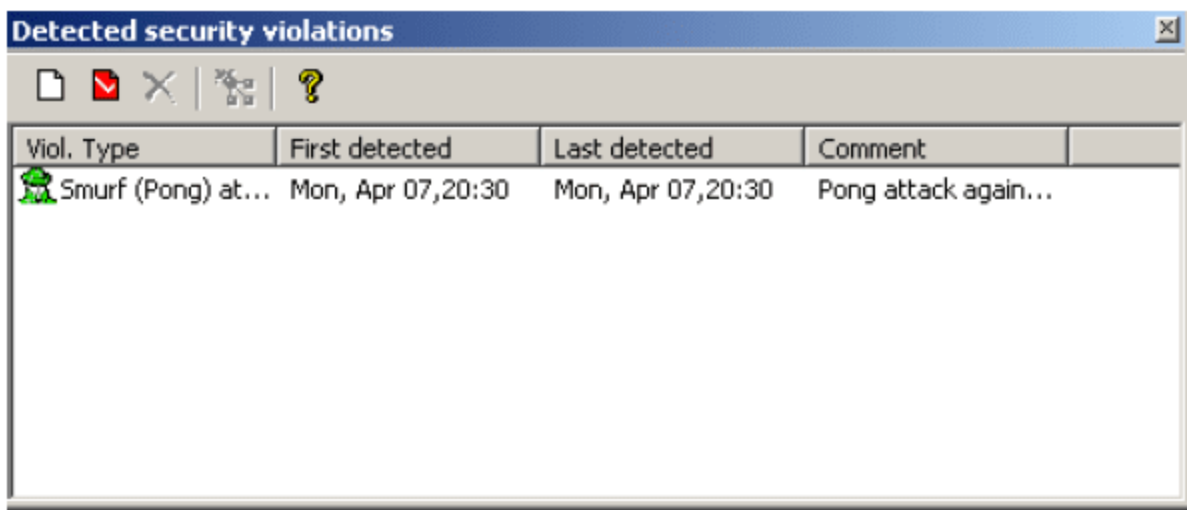 Detected security violations
Viol. Type First detected Last detected Comment
Smurf (Pong) at... Mon, Apr 07,20:30 Mon, Apr 07,20:30 Pong attack again...